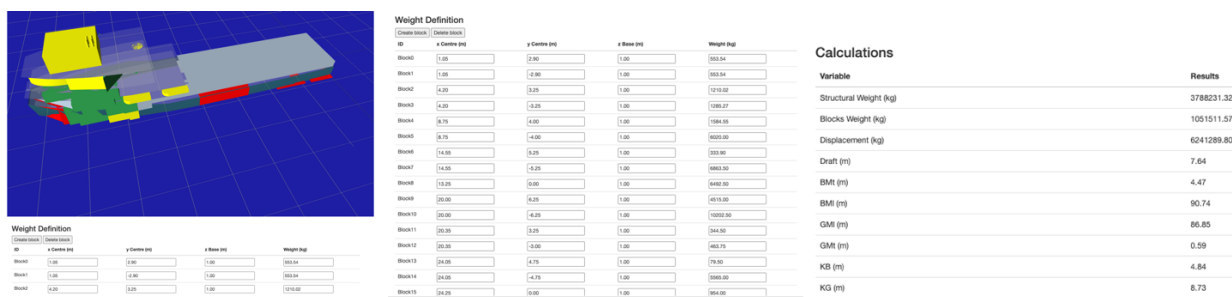 Weight Definition
Create block Delete block
ID x Centre (m) y Centre (m) z Base (m) Weight (kg)
Block0 1.05 2.90 1.00 553.54
Block1 1.05 -2.90 1.00 553.54
Block2 4.20 3.25 1.00 1210.02
Weight Definition
Create block Delete block
ID x Centre (m) y Centre (m) z Base (m) Weight (kg)
Block0 1.05 2.90 1.00 553.54
Block1 1.05 -2.90 1.00 553.54
Block2 4.20 3.25 1.00 1210.02
Block3 4.20 -3.25 1.00 1285.27
Block4 8.75 4.00 1.00 1584.55
Block5 8.75 -4.00 1.00 6020.00
Block6 14.55 5.25 1.00 333.90
Block7 14.55 -5.25 1.00 6863.50
Block8 13.25 0.00 1.00 6492.50
Block9 20.00 6.25 1.00 4515.00
Block10 20.00 -6.25 1.00 10202.50
Block11 20.35 3.25 1.00 344.50
Block12 20.35 -3.00 1.00 463.75
Block13 24.05 4.75 1.00 79.50
Block14 24.05 -4.75 1.00 5565.00
Block15 24.25 0.00 1.00 954.00
Calculations
Variable Results
Structural Weight (kg) 3788231.32
Blocks Weight (kg) 1051511.57
Displacement (kg) 6241289.80
Draft (m) 7.64
BMt (m) 4.47
BMl (m) 90.74
GMl (m) 86.85
GMt (m) 0.59
KB (m) 4.84
KG (m) 8.73